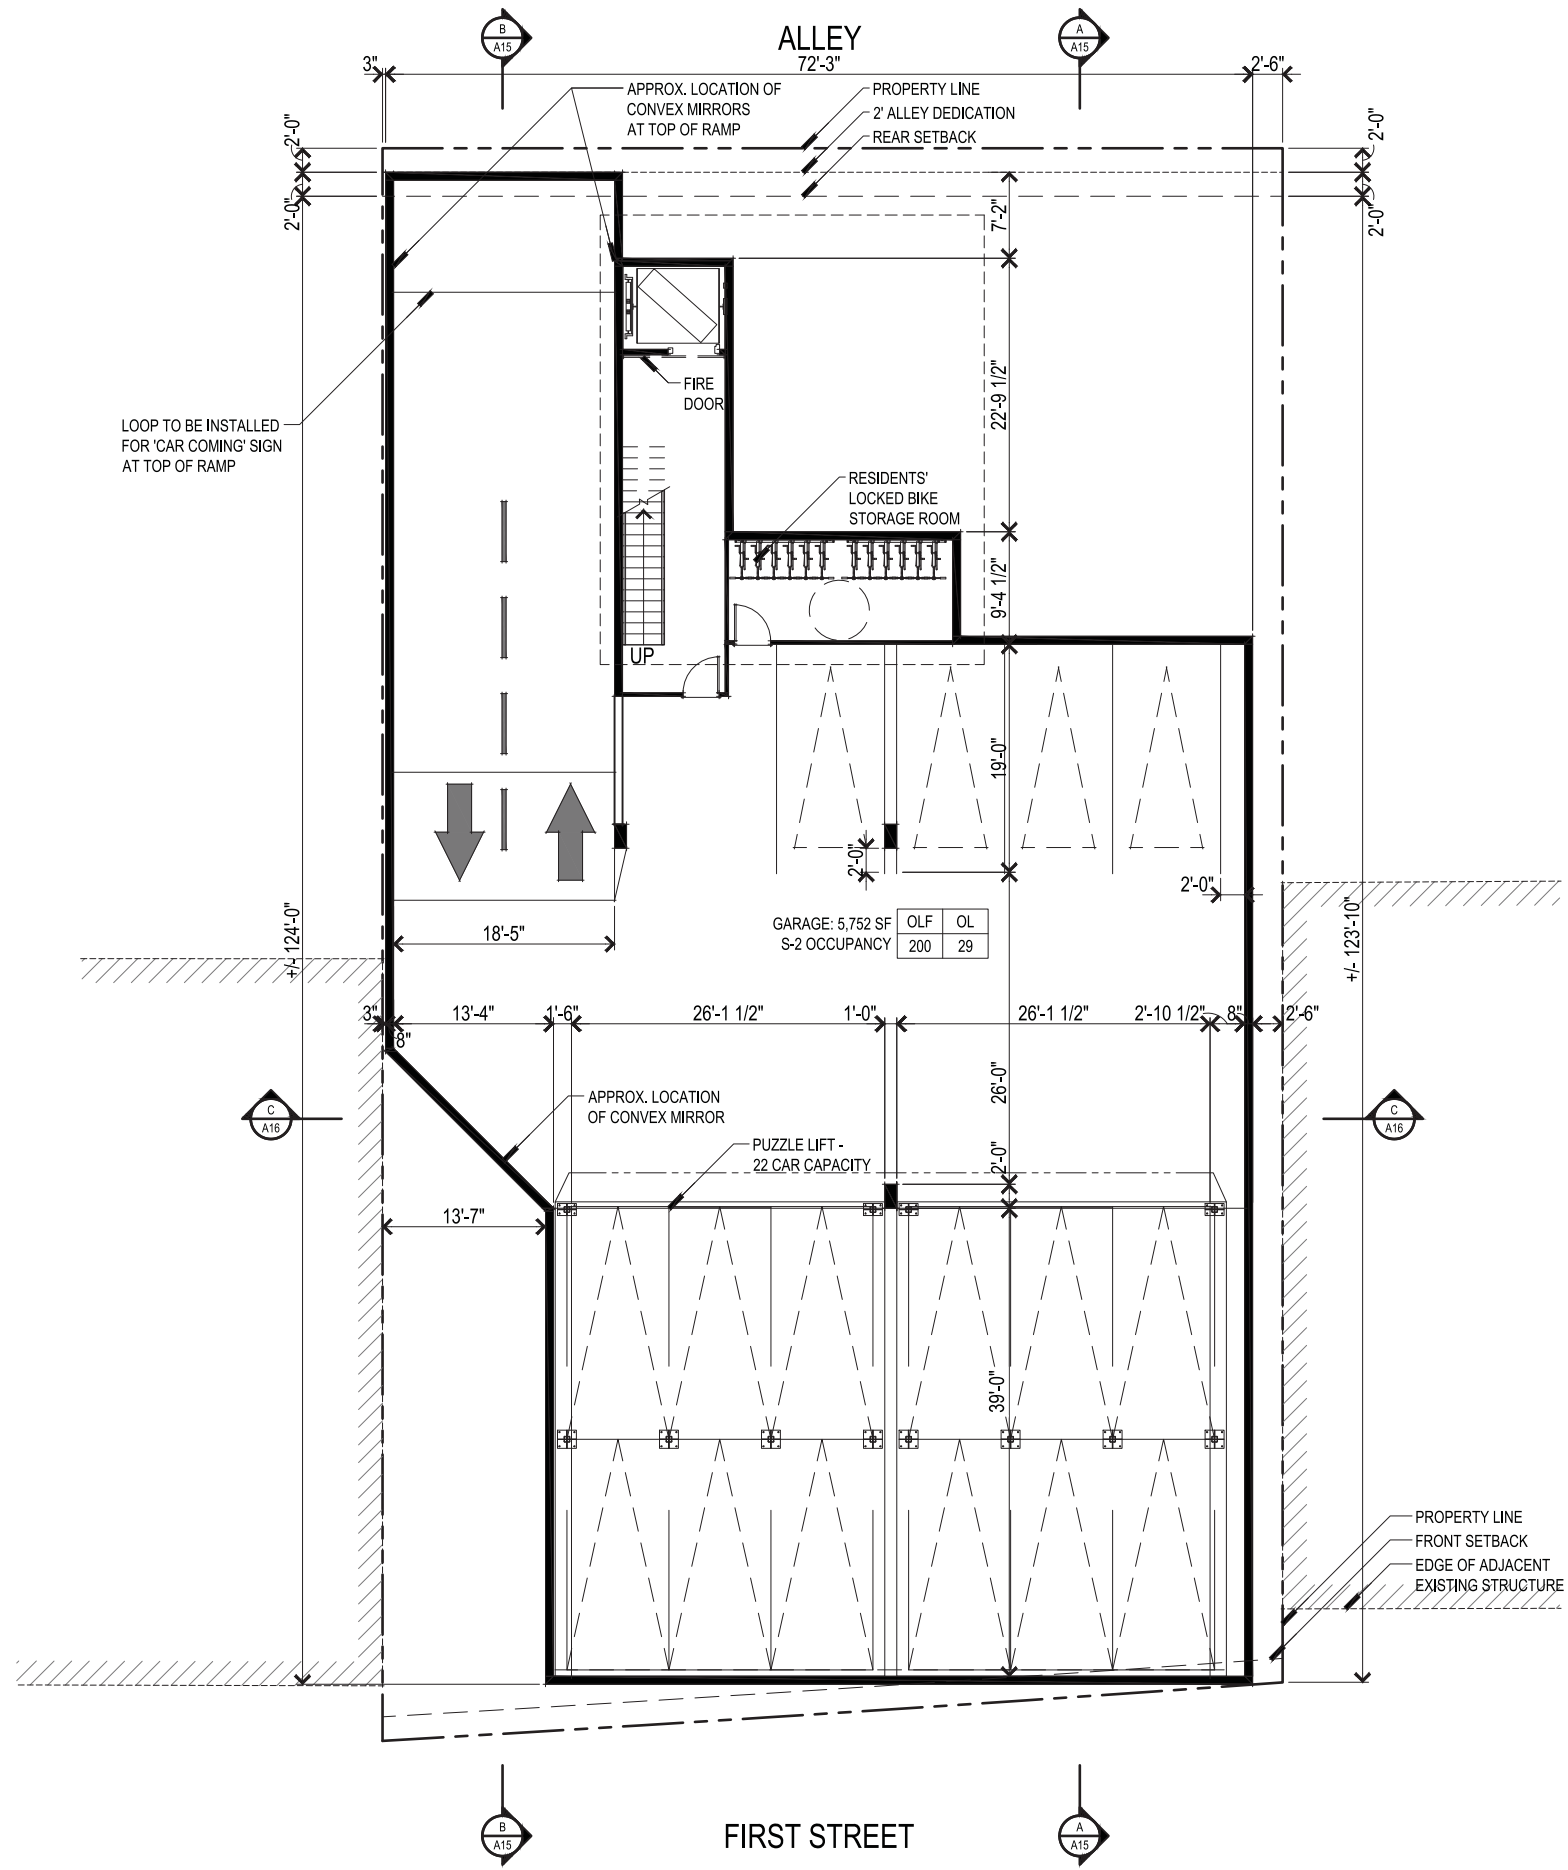 B
A15
ALLEY
A
A15
3"
72'-3"
2'-6"
APPROX. LOCATION OF
CONVEX MIRRORS
AT TOP OF RAMP
PROPERTY LINE
2' ALLEY DEDICATION
REAR SETBACK
2'-0"
2'-0"
2'-0"
2'-0"
7'-2"
FIRE
DOOR
22'-9 1/2"
LOOP TO BE INSTALLED
FOR 'CAR COMING' SIGN
AT TOP OF RAMP
RESIDENTS'
LOCKED BIKE
STORAGE ROOM
9'-4 1/2"
UP
19'-0"
2'-0"
2'-0"
GARAGE: 5,752 SF
S-2 OCCUPANCY
OLF OL
200 29
18'-5"
+/- 124'-0"
+/- 123'-10"
3"
13'-4"
1'-6"
26'-1 1/2"
1'-0"
26'-1 1/2"
2'-10 1/2"
8"
2'-6"
8"
26'-0"
C
A16
APPROX. LOCATION
OF CONVEX MIRROR
C
A16
PUZZLE LIFT -
22 CAR CAPACITY
2'-0"
13'-7"
39'-0"
PROPERTY LINE
FRONT SETBACK
EDGE OF ADJACENT
EXISTING STRUCTURE
B
A15
FIRST STREET
A
A15